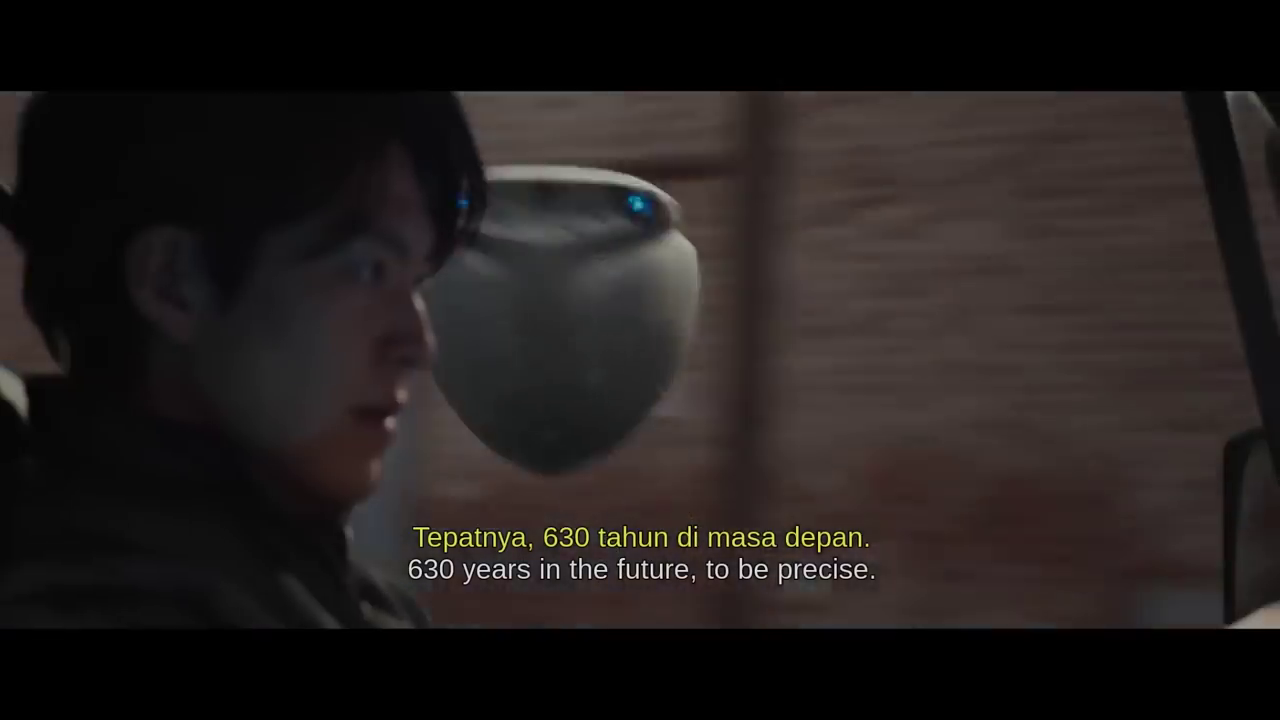 Tepatnya, 630 tahun di masa depan.
630 years in the future, to be precise.